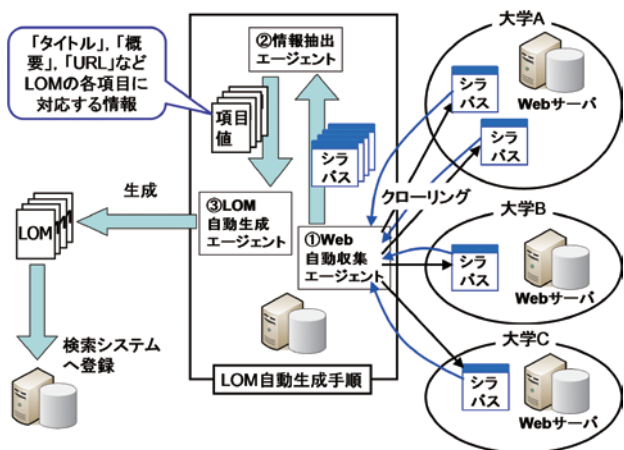 「タイトル」,「概
要」,「URL」など
LOMの各項目に
対応する情報
②情報抽出
エージェント
項目
値
シラ
バス
③LOM
自動生成
エージェント
①Web
自動収集
エージェント
クローリング
生成
LOM
検索システム
へ登録
LOM自動生成手順
大学A
シラ
バス
Webサーバ
シラ
バス
大学B
シラ
バス
Webサーバ
大学C
シラ
バス
Webサーバ